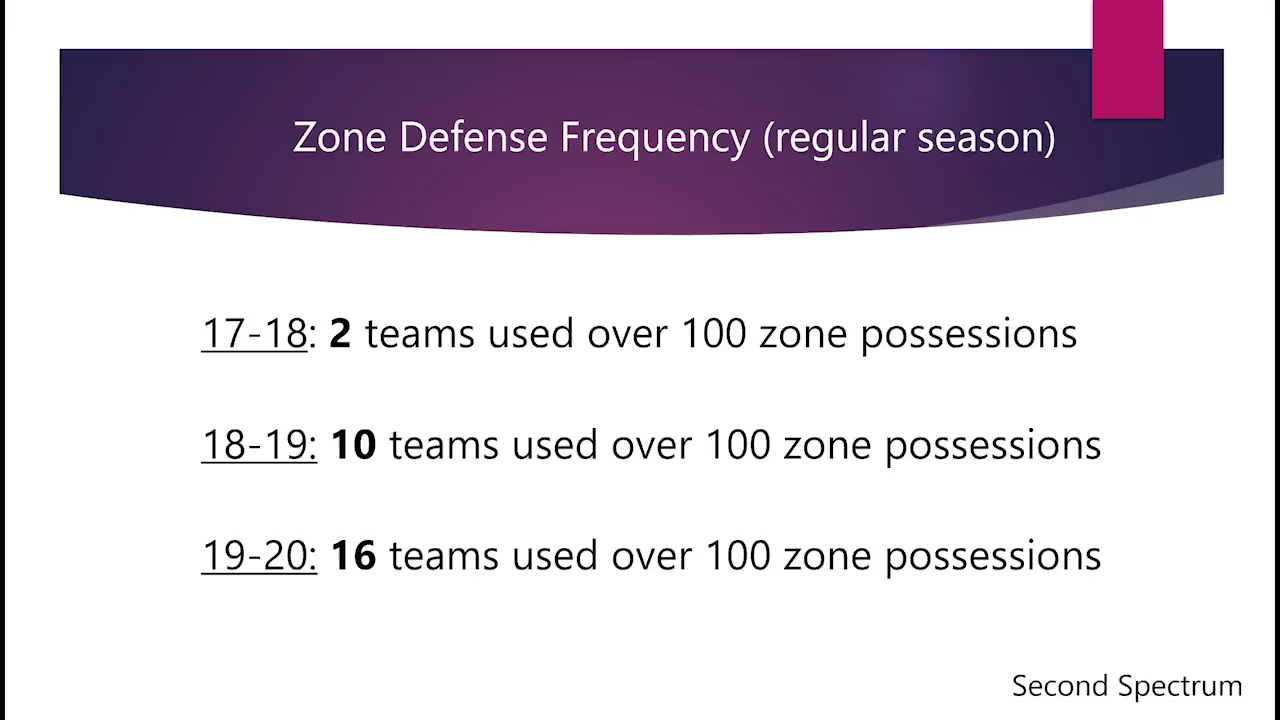 Zone Defense Frequency (regular season)
17-18: 2 teams used over 100 zone possessions
18-19: 10 teams used over 100 zone possessions
19-20: 16 teams used over 100 zone possessions
Second Spectrum